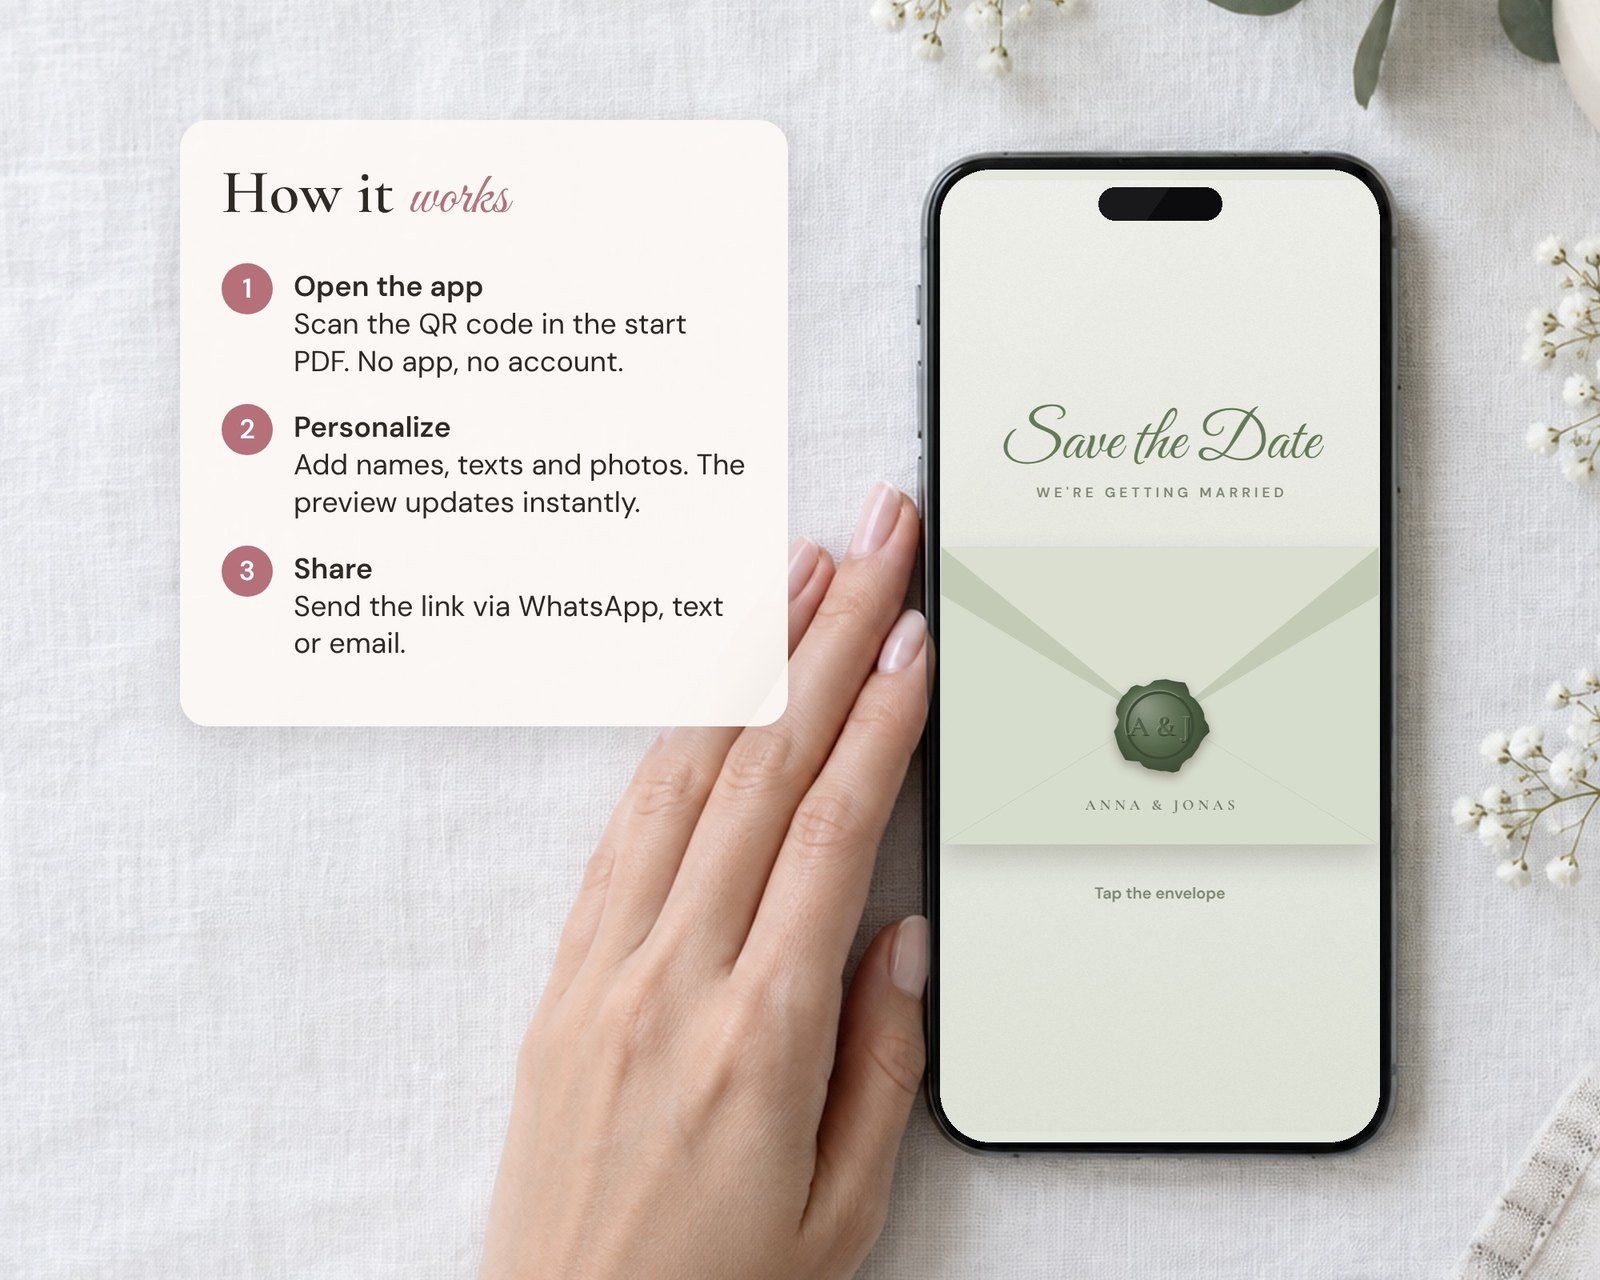 How it works
1 Open the app
Scan the QR code in the start
PDF. No app, no account.
2 Personalize
Add names, texts and photos. The
preview updates instantly.
3 Share
Send the link via WhatsApp, text
or email.
Save the Date
WE'RE GETTING MARRIED
A & J
ANNA & JONAS
Tap the envelope